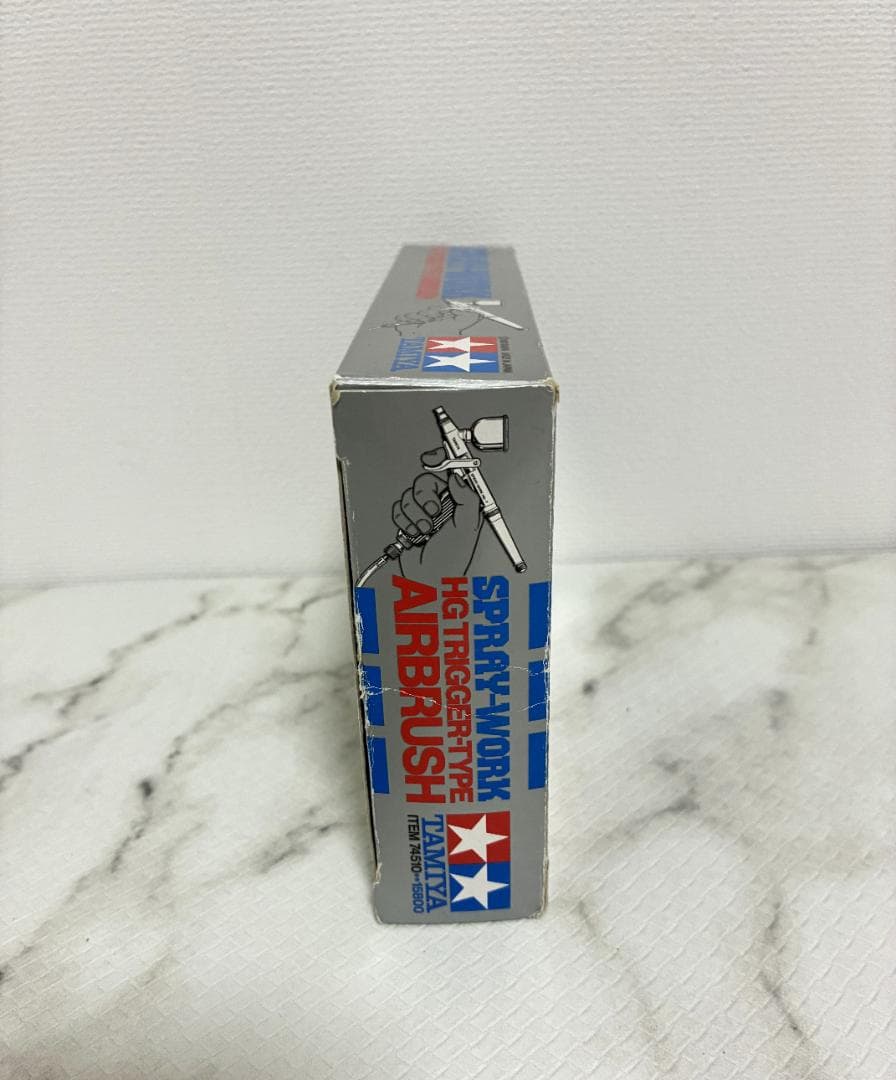 SPRAY-WORK
HG TRIGGER-TYPE
AIRBRUSH
TAMIYA
ITEM 74510
15800
TAMIYA